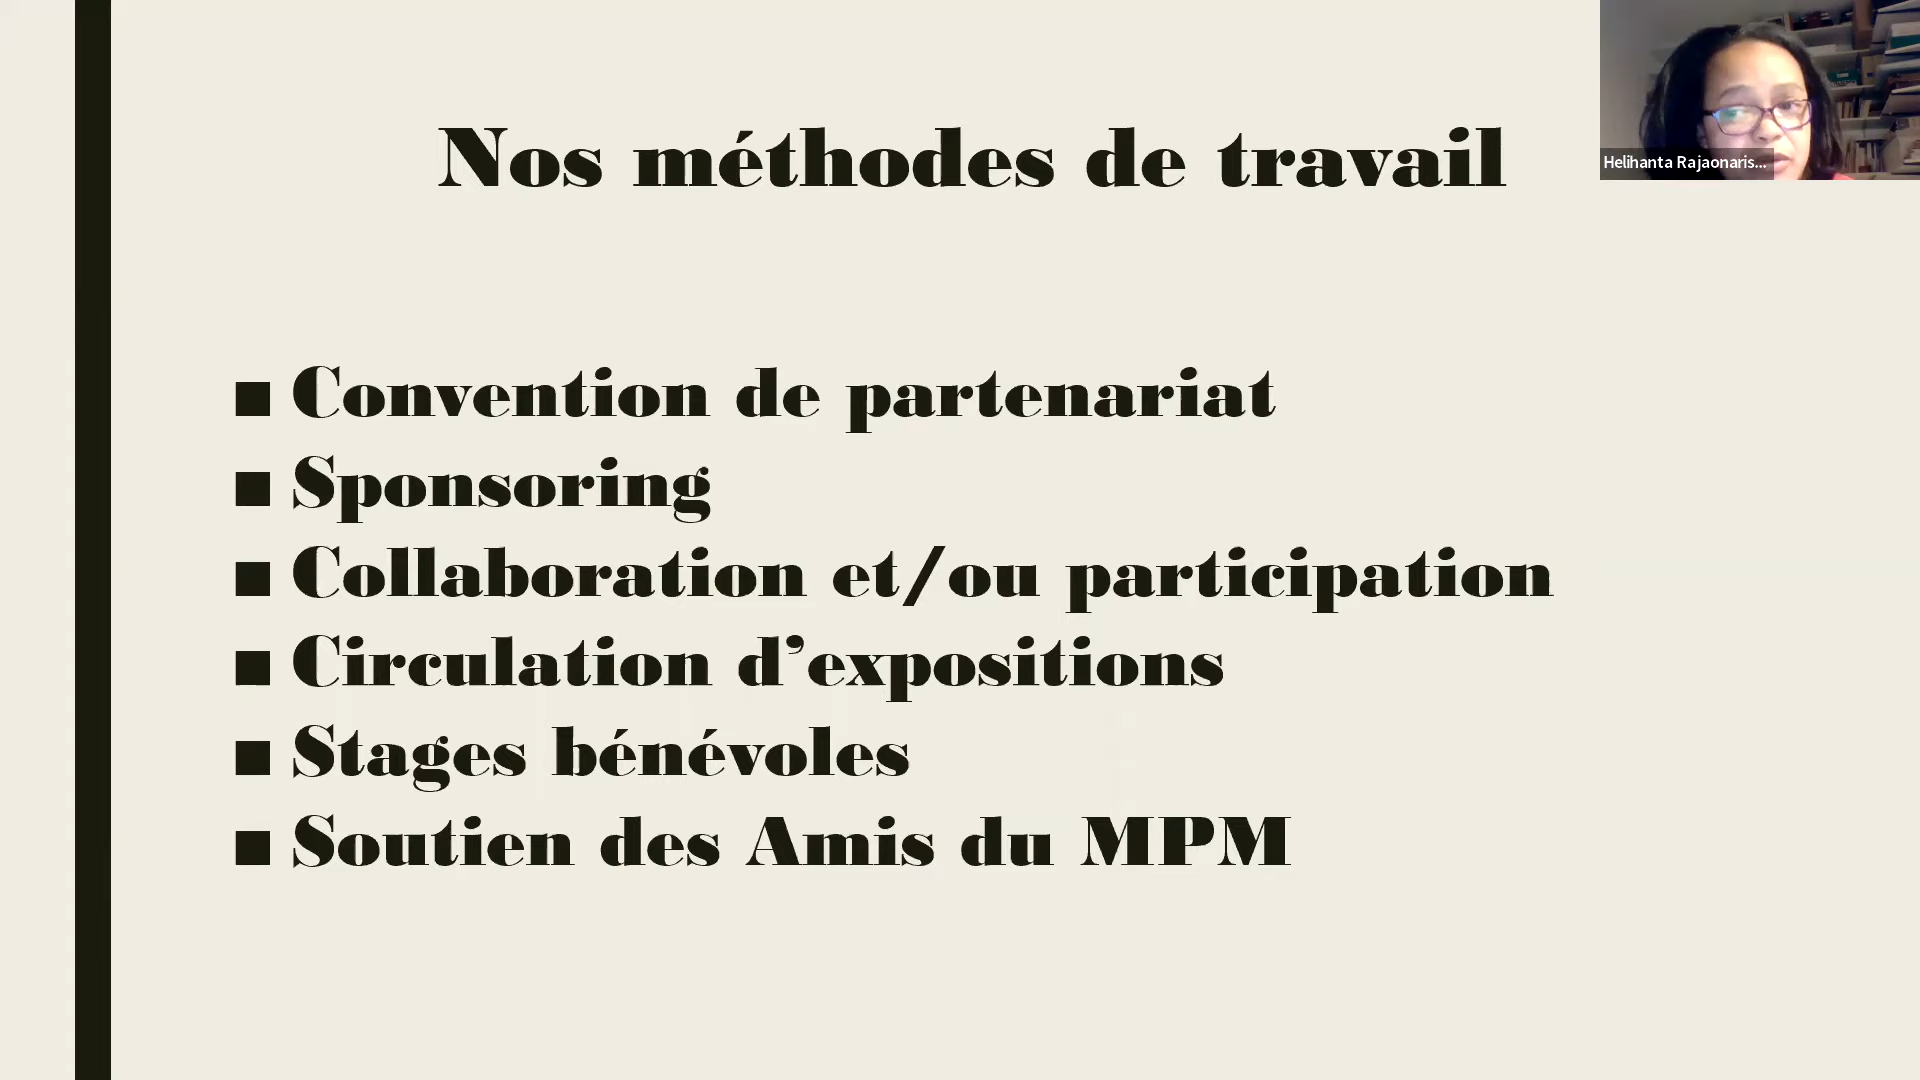 Nos méthodes de travail
Helihanta Rajaonaris...
■ Convention de partenariat
■ Sponsoring
■ Collaboration et/ou participation
■ Circulation d’expositions
■ Stages bénévoles
■ Soutien des Amis du MPM